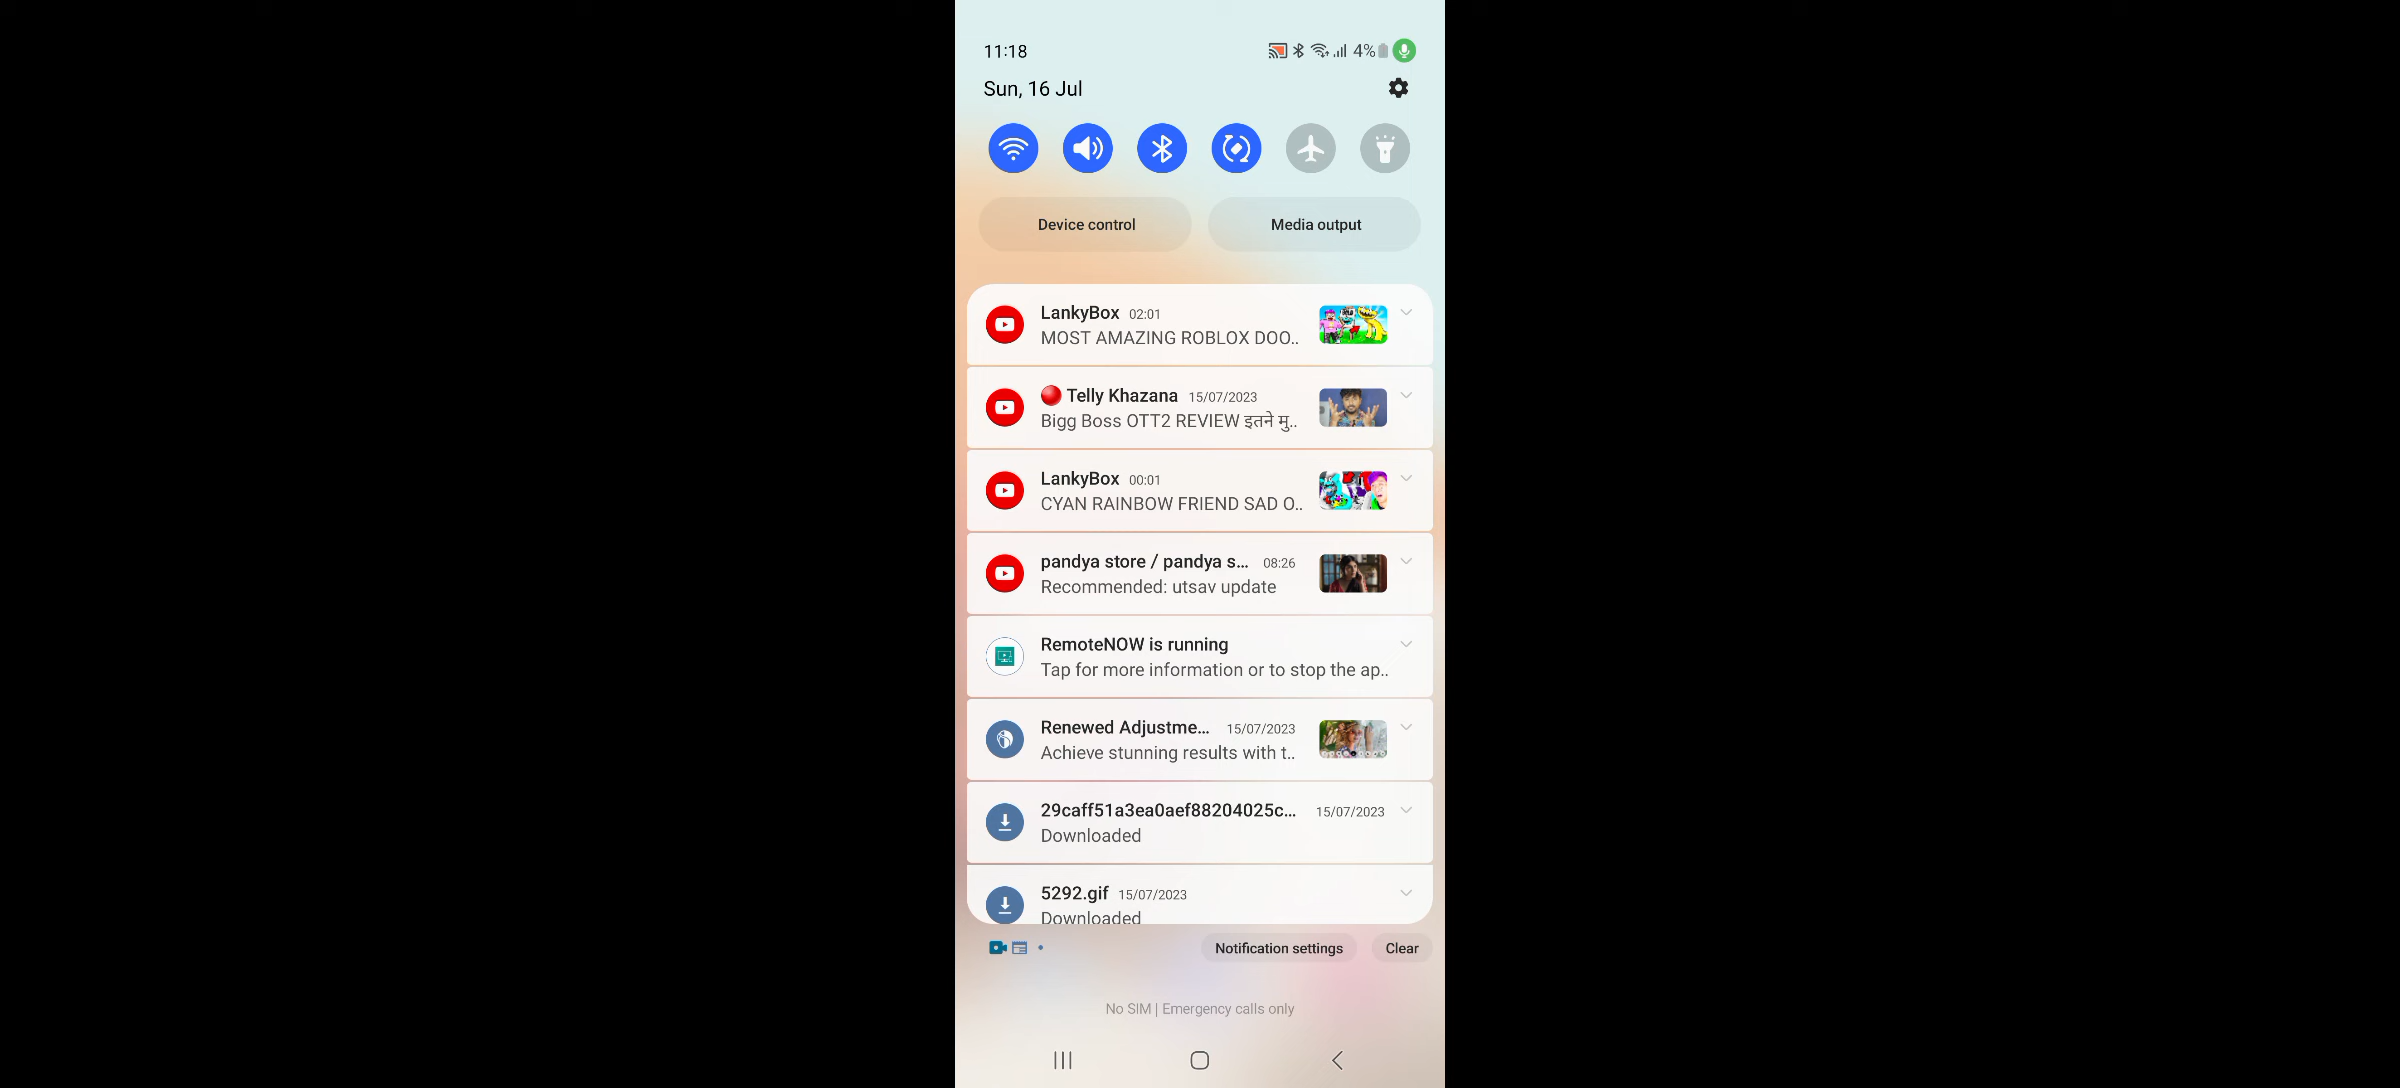 11:18
4%
Sun, 16 Jul
Device control
Media output
LankyBox 02:01
MOST AMAZING ROBLOX DOO..
Telly Khazana 15/07/2023
Bigg Boss OTT2 REVIEW इतने मु..
LankyBox 00:01
CYAN RAINBOW FRIEND SAD O..
pandya store / pandya s... 08:26
Recommended: utsav update
RemoteNOW is running
Tap for more information or to stop the ap..
Renewed Adjustme... 15/07/2023
Achieve stunning results with t..
29caff51a3ea0aef88204025c... 15/07/2023
Downloaded
5292.gif 15/07/2023
Downloaded
Notification settings
Clear
No SIM | Emergency calls only